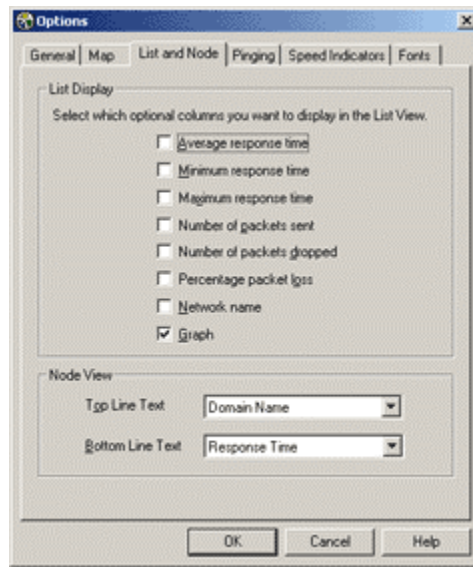 Options
General Map List and Node Pinging Speed Indicators Fonts
List Display
Select which optional columns you want to display in the List View.
Average response time
Minimum response time
Maximum response time
Number of packets sent
Number of packets dropped
Percentage packet loss
Network name
Graph
Node View
Top Line Text Domain Name
Bottom Line Text Response Time
OK Cancel Help